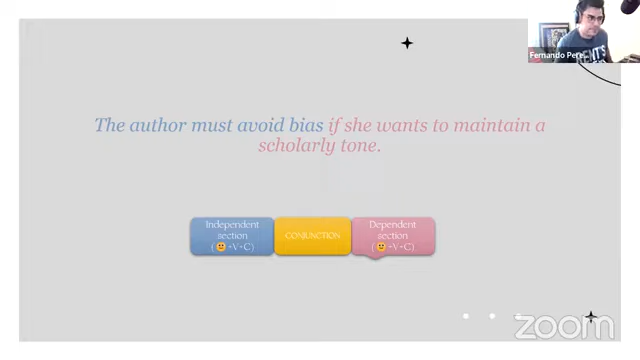 Fernando Pere...
The author must avoid bias if she wants to maintain a
scholarly tone.
Independent
section
(🙂+V+C)
CONJUNCTION
Dependent
section
(🙂+V+C)
zoom